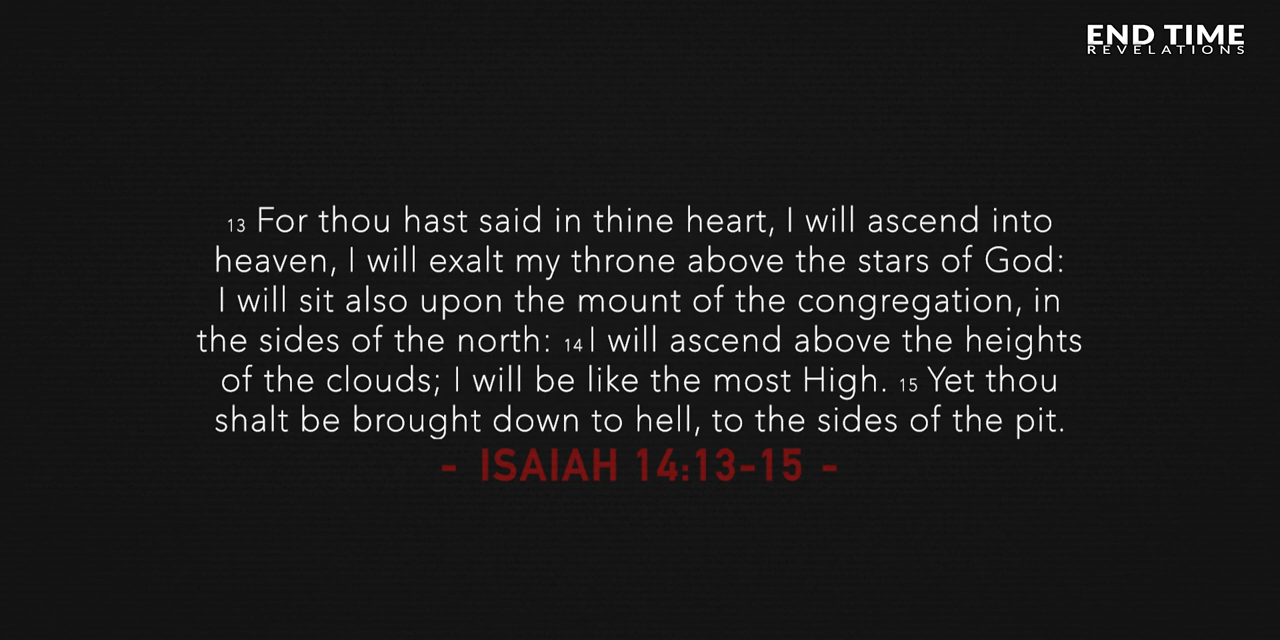 END TIME
REVELATIONS
13 For thou hast said in thine heart, I will ascend into
heaven, I will exalt my throne above the stars of God:
I will sit also upon the mount of the congregation, in
the sides of the north: 14 I will ascend above the heights
of the clouds; I will be like the most High. 15 Yet thou
shalt be brought down to hell, to the sides of the pit.
- ISAIAH 14:13-15 -